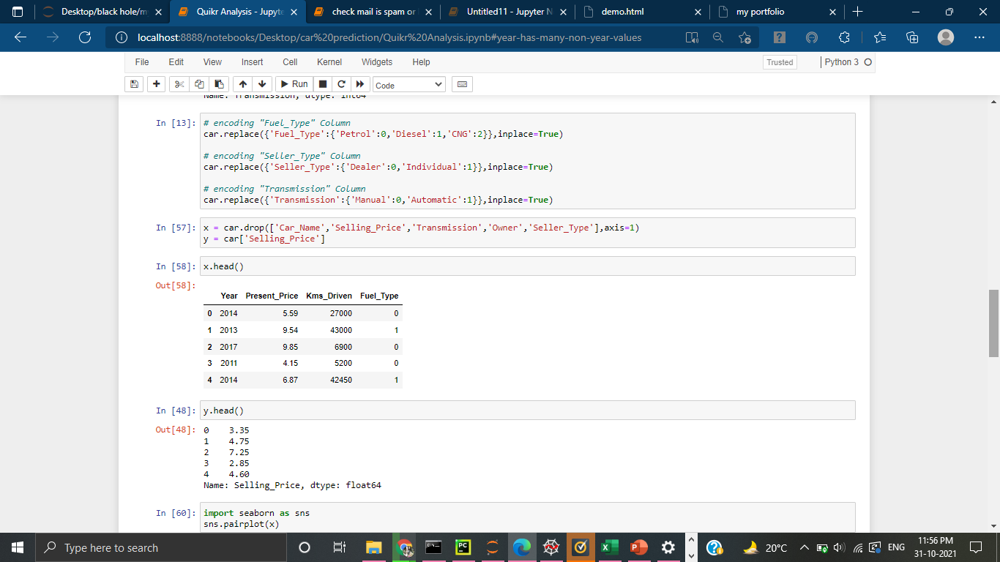 Desktop/black hole/m
Quikr Analysis - Jupyte
check mail is spam or
Untitled11 - Jupyter N
demo.html
my portfolio
localhost:8888/notebooks/Desktop/car%20prediction/Quikr%20Analysis.ipynb#year-has-many-non-year-values
File Edit View Insert Cell Kernel Widgets Help Trusted Python 3
Run Code
Name: Transmission, dtype: int64
In [13]: # encoding "Fuel_Type" Column
car.replace({'Fuel_Type':{'Petrol':0,'Diesel':1,'CNG':2}},inplace=True)
# encoding "Seller_Type" Column
car.replace({'Seller_Type':{'Dealer':0,'Individual':1}},inplace=True)
# encoding "Transmission" Column
car.replace({'Transmission':{'Manual':0,'Automatic':1}},inplace=True)
In [57]: x = car.drop(['Car_Name','Selling_Price','Transmission','Owner','Seller_Type'],axis=1)
y = car['Selling_Price']
In [58]: x.head()
Out[58]:
Year Present_Price Kms_Driven Fuel_Type
0 2014 5.59 27000 0
1 2013 9.54 43000 1
2 2017 9.85 6900 0
3 2011 4.15 5200 0
4 2014 6.87 42450 1
In [48]: y.head()
Out[48]: 0 3.35
1 4.75
2 7.25
3 2.85
4 4.60
Name: Selling_Price, dtype: float64
In [60]: import seaborn as sns
sns.pairplot(x)
Type here to search
PC
20°C
ENG
11:56 PM
31-10-2021